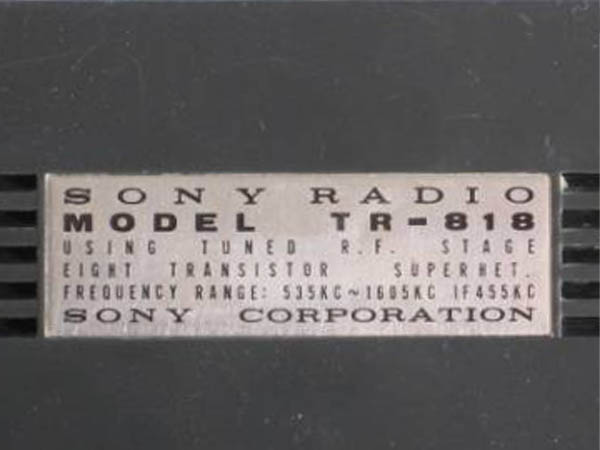 SONY RADIO
MODEL TR-818
USING TUNED R.F. STAGE
EIGHT TRANSISTOR SUPERHET.
FREQUENCY RANGE: 535KC~1605KC IF455KC
SONY CORPORATION